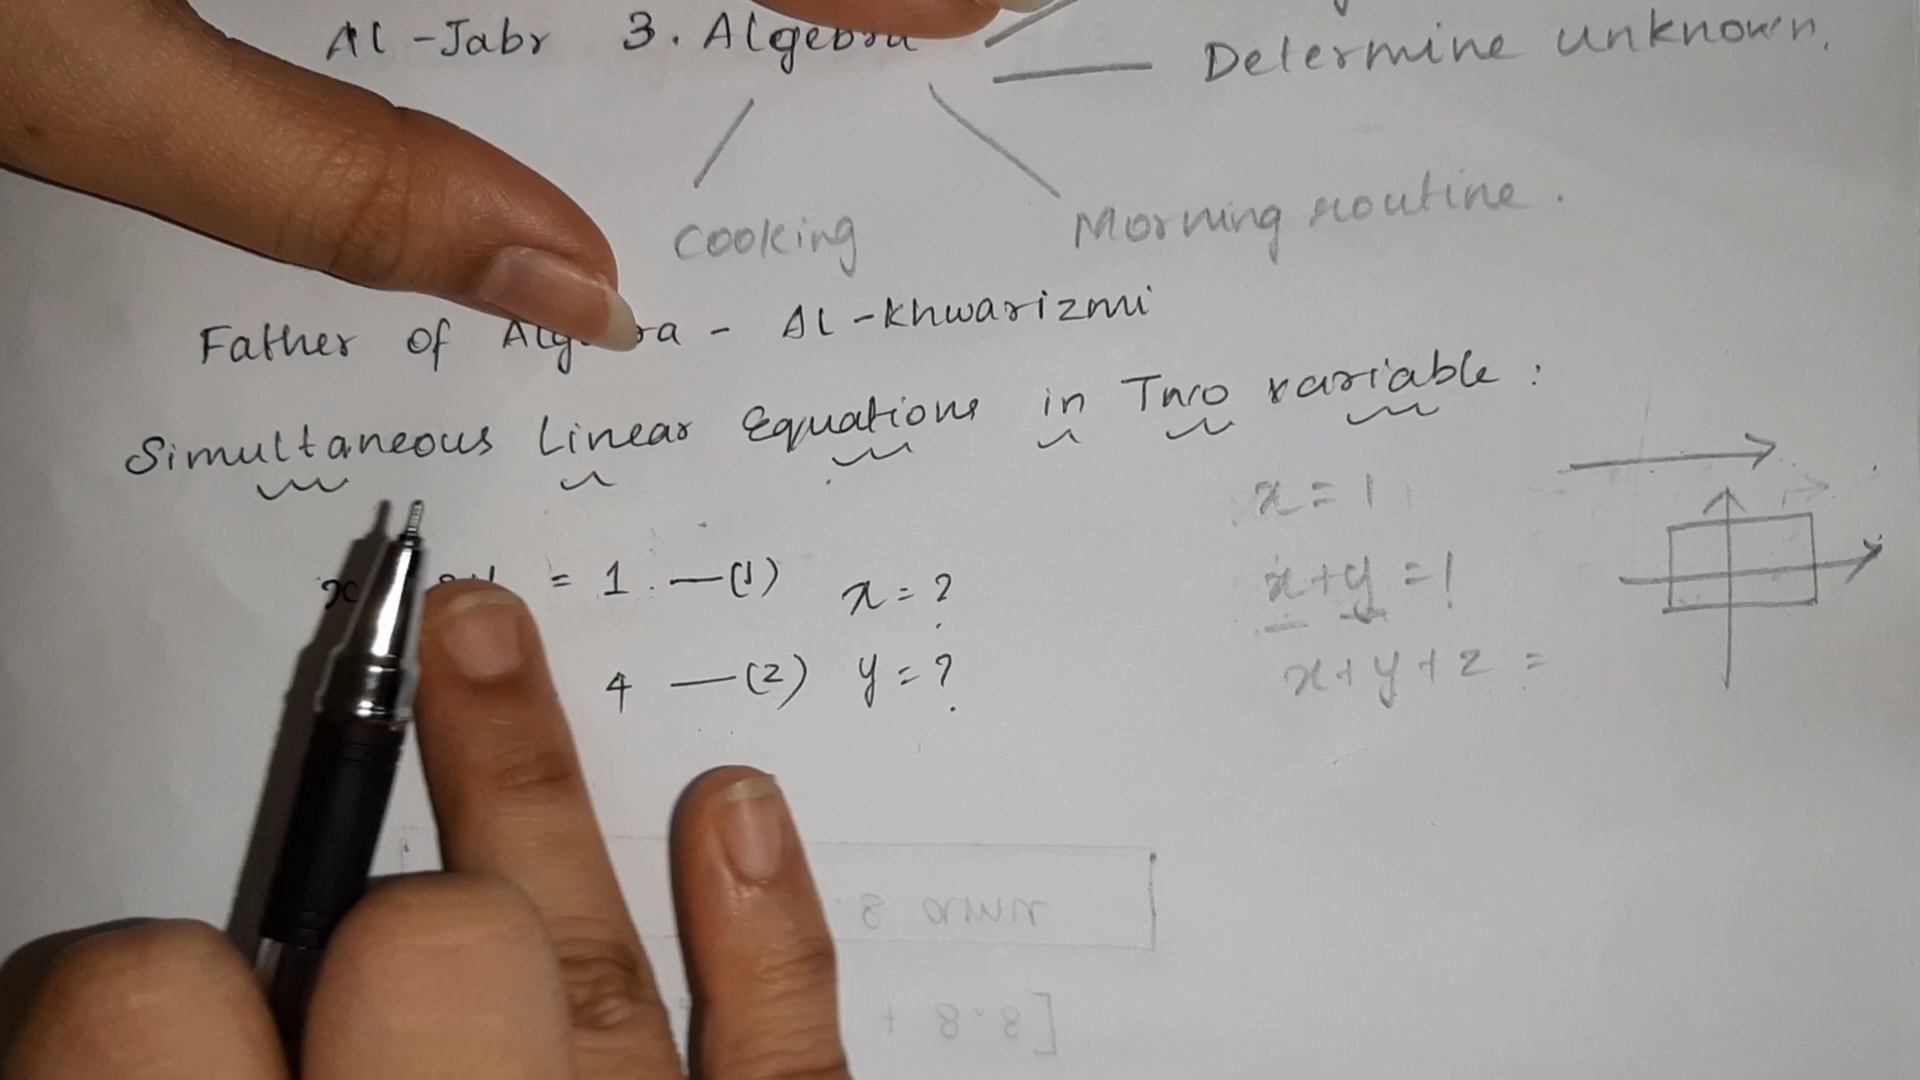 Al-Jabr 3. Algebra
Determine unknown.
Cooking
Morning routine.
Father of Algebra - Al-khwarizmi
Simultaneous Linear Equations in Two variable :
x = 1 —(1) x = ?
4 —(2) y = ?
x = 1
x + y = 1
x + y + z =